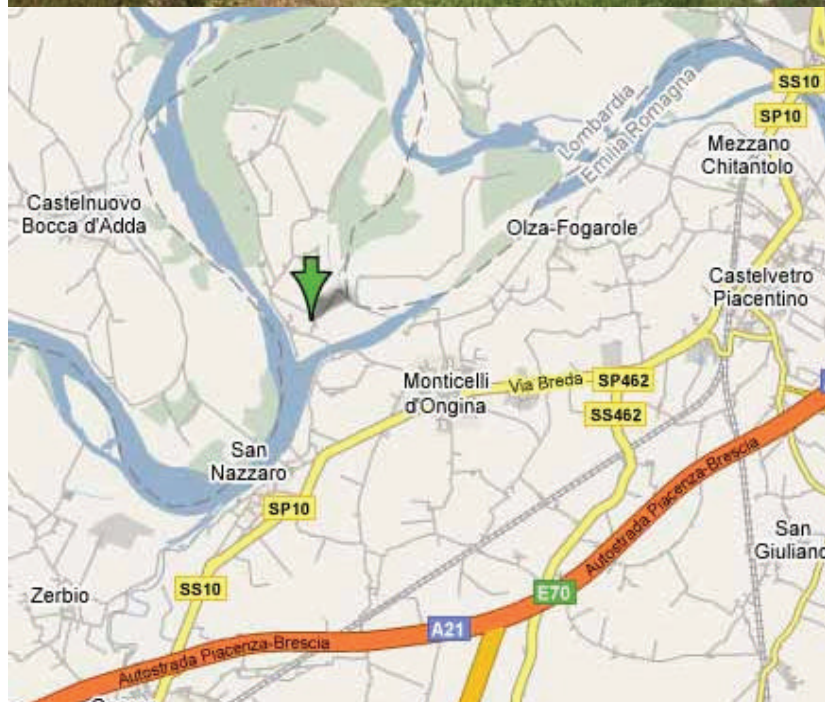 SS10
SP10
Mezzano
Chitantolo
Lombardia
Emilia Romagna
Castelnuovo
Bocca d'Adda
Olza-Fogarole
Castelvetro
Piacentino
Monticelli
d'Ongina
Via Breda
SP462
SS462
San
Nazzaro
SP10
Autostrada Piacenza-Brescia
San
Giuliano
Zerbio
SS10
E70
A21
Autostrada Piacenza-Brescia